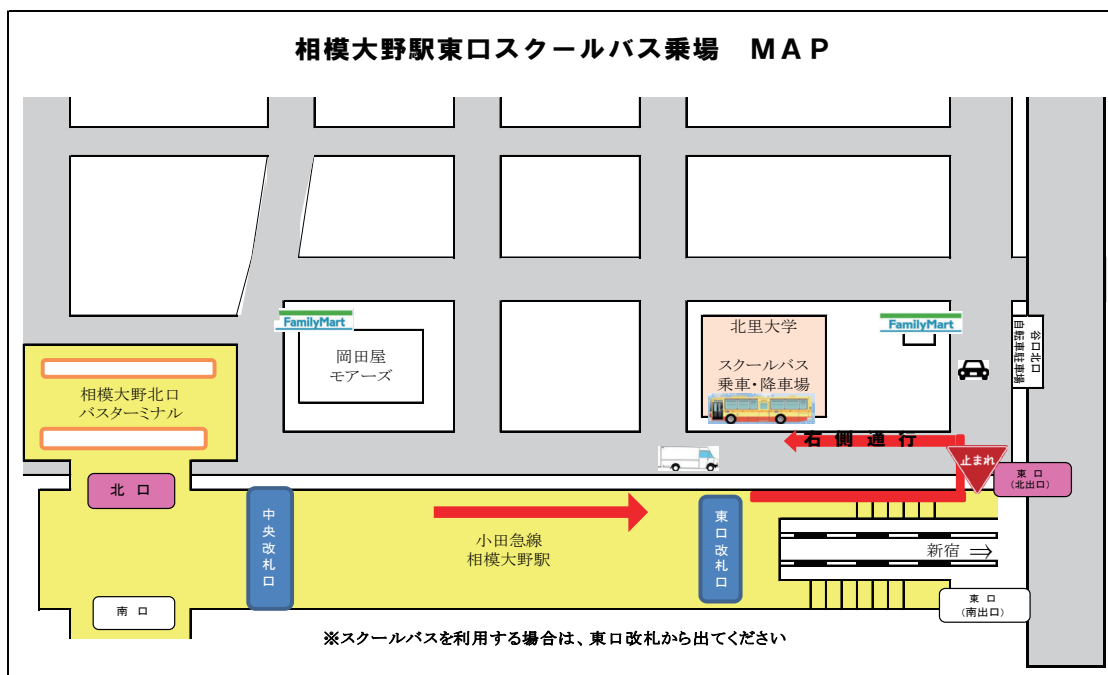 相模大野駅東口スクールバス乗場　ＭＡＰ
FamilyMart
岡田屋
モアーズ
北里大学
スクールバス
乗車・降車場
FamilyMart
谷口北口
自転車駐車場
相模大野北口
バスターミナル
右側通行
止まれ
東口
(北出口)
北口
中央改札口
小田急線
相模大野駅
東口改札口
新宿 ⇒
南口
東口
(南出口)
※スクールバスを利用する場合は、東口改札から出てください